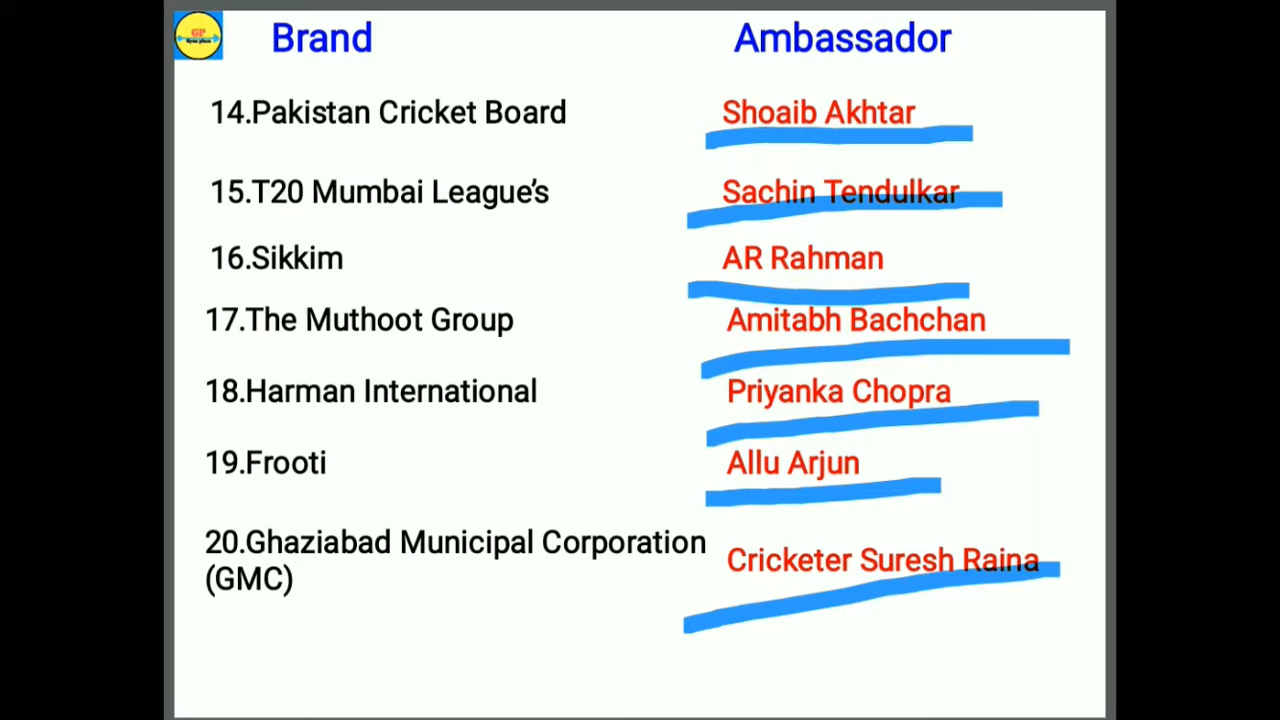 GP
Brand Ambassador
14.Pakistan Cricket Board Shoaib Akhtar
15.T20 Mumbai League’s Sachin Tendulkar
16.Sikkim AR Rahman
17.The Muthoot Group Amitabh Bachchan
18.Harman International Priyanka Chopra
19.Frooti Allu Arjun
20.Ghaziabad Municipal Corporation Cricketer Suresh Raina
(GMC)